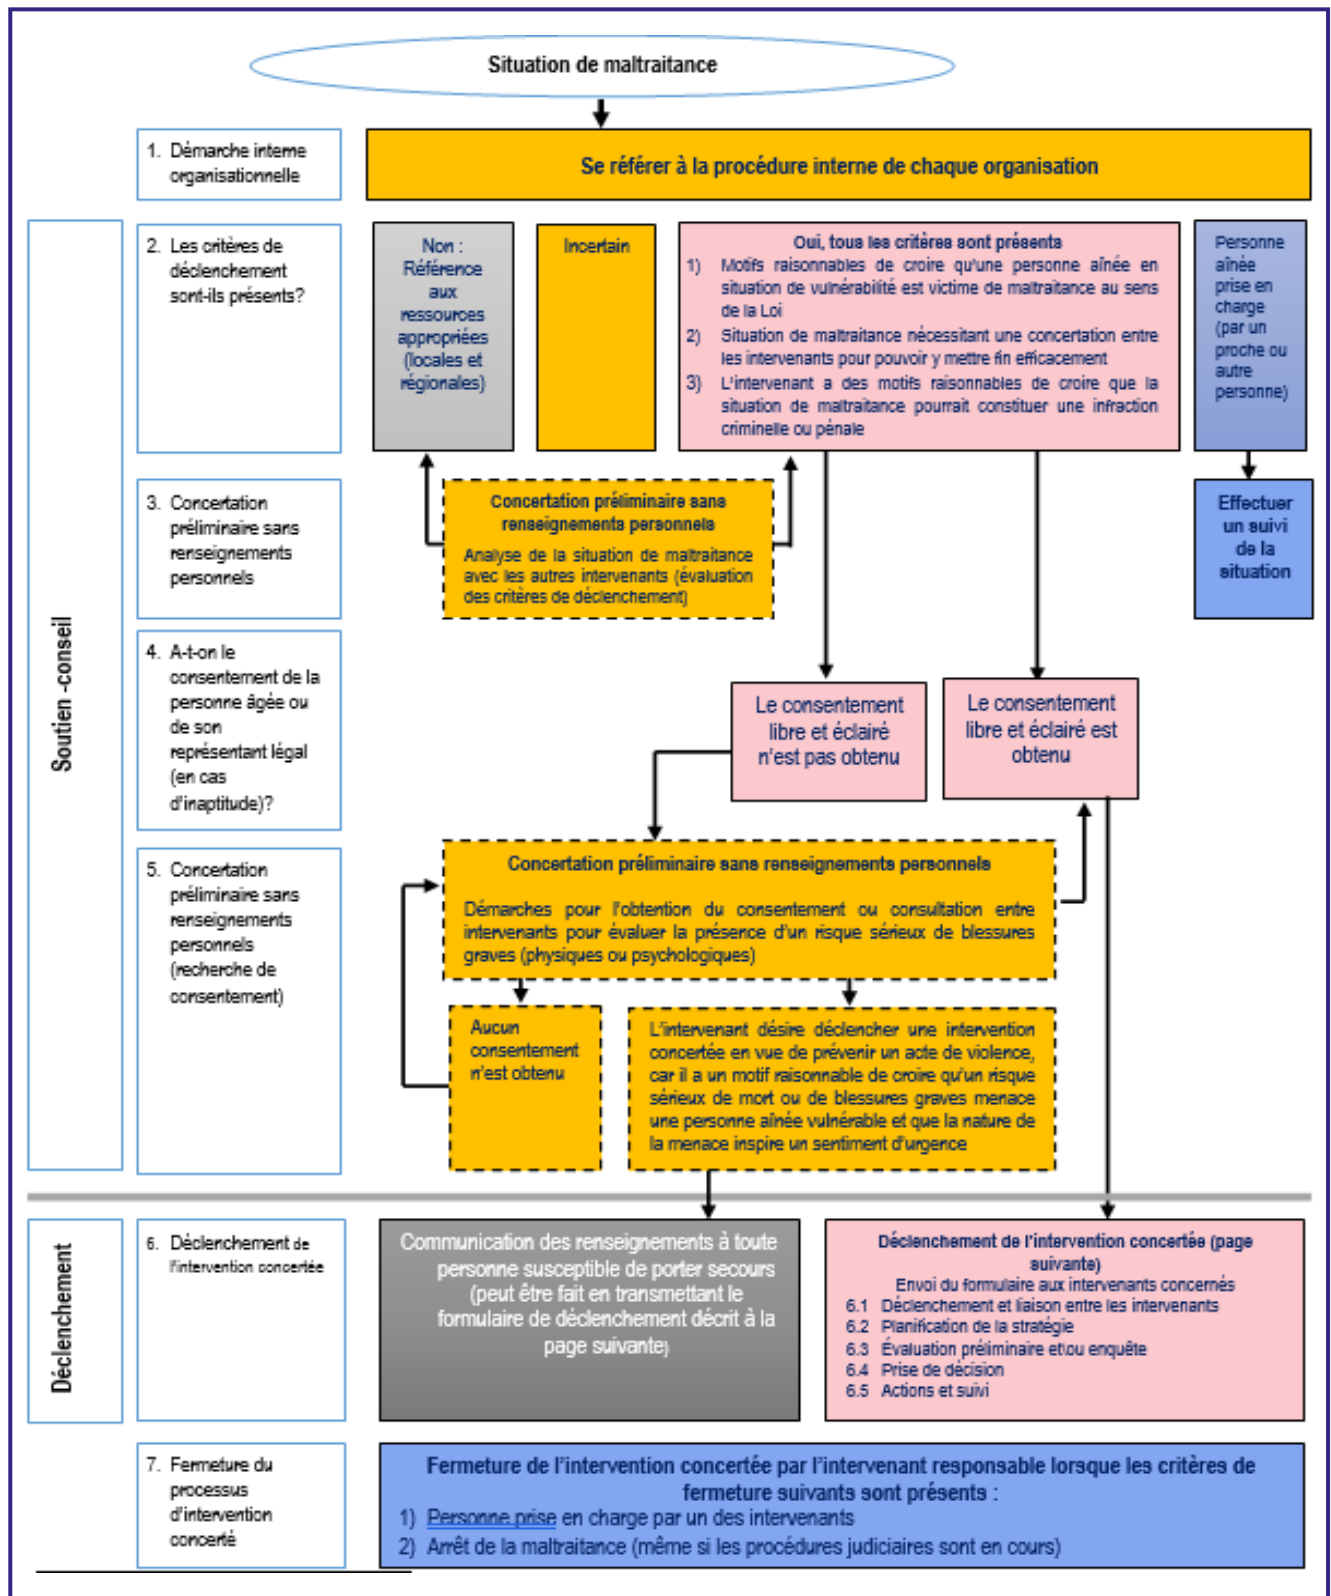 Situation de maltraitance
1. Démarche interne
organisationnelle
Se référer à la procédure interne de chaque organisation
Soutien -conseil
2. Les critères de
déclenchement
sont-ils présents?
Non :
Référence
aux
ressources
appropriées
(locales et
régionales)
Incertain
Oui, tous les critères sont présents
1) Motifs raisonnables de croire qu'une personne aînée en
situation de vulnérabilité est victime de maltraitance au sens
de la Loi
2) Situation de maltraitance nécessitant une concertation entre
les intervenants pour pouvoir y mettre fin efficacement
3) L'intervenant a des motifs raisonnables de croire que la
situation de maltraitance pourrait constituer une infraction
criminelle ou pénale
Personne
aînée
prise en
charge
(par un
proche ou
autre
personne)
3. Concertation
préliminaire sans
renseignements
personnels
Concertation préliminaire sans
renseignements personnels
Analyse de la situation de maltraitance
avec les autres intervenants (évaluation
des critères de déclenchement)
Effectuer
un suivi
de la
situation
4. A-t-on le
consentement de la
personne âgée ou
de son
représentant légal
(en cas
d'inaptitude)?
Le consentement
libre et éclairé
n'est pas obtenu
Le consentement
libre et éclairé est
obtenu
5. Concertation
préliminaire sans
renseignements
personnels
(recherche de
consentement)
Concertation préliminaire sans renseignements personnels
Démarches pour l'obtention du consentement ou consultation entre
intervenants pour évaluer la présence d'un risque sérieux de blessures
graves (physiques ou psychologiques)
Aucun
consentement
n'est obtenu
L'intervenant désire déclencher une intervention
concertée en vue de prévenir un acte de violence,
car il a un motif raisonnable de croire qu'un risque
sérieux de mort ou de blessures graves menace
une personne aînée vulnérable et que la nature de
la menace inspire un sentiment d'urgence
Déclenchement
6. Déclenchement de
l'intervention concertée
Communication des renseignements à toute
personne susceptible de porter secours
(peut être fait en transmettant le
formulaire de déclenchement décrit à la
page suivante)
Déclenchement de l'intervention concertée (page
suivante)
Envoi du formulaire aux intervenants concernés
6.1 Déclenchement et liaison entre les intervenants
6.2 Planification de la stratégie
6.3 Évaluation préliminaire et\ou enquête
6.4 Prise de décision
6.5 Actions et suivi
7. Fermeture du
processus
d'intervention
concerté
Fermeture de l'intervention concertée par l'intervenant responsable lorsque les critères de
fermeture suivants sont présents :
1) Personne prise en charge par un des intervenants
2) Arrêt de la maltraitance (même si les procédures judiciaires sont en cours)